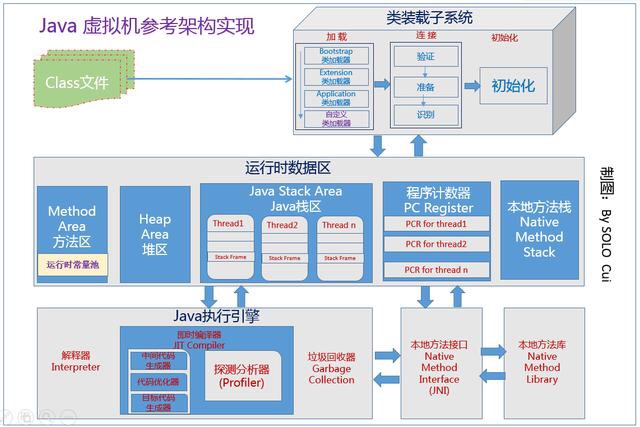 Java 虚拟机参考架构实现
Class文件
类装载子系统
加 载
连 接
初始化
Bootstrap
类加载器
Extension
类加载器
Application
类加载器
自定义
类加载器
验证
准备
识别
初始化
运行时数据区
Method
Area
方法区
运行时常量池
Heap
Area
堆区
Java Stack Area
Java栈区
Thread1
Stack Frame
Thread2
Stack Frame
Thread n
Stack Frame
程序计数器
PC Register
PCR for thread1
PCR for thread2
PCR for thread n
本地方法栈
Native
Method
Stack
制图：By SOLO Cui
Java执行引擎
解释器
Interpreter
即时编译器
JIT Compiler
中间代码
生成器
代码优化器
目标代码
生成器
探测分析器
(Profiler)
垃圾回收器
Garbage
Collection
本地方法接口
Native
Method
Interface
(JNI)
本地方法库
Native
Method
Library